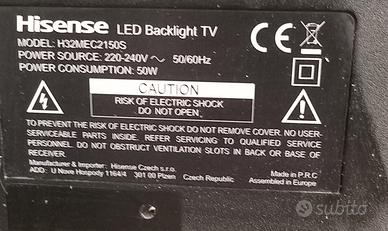 Hisense LED Backlight TV
MODEL: H32MEC2150S
POWER SOURCE: 220-240V ~ 50/60Hz
POWER CONSUMPTION: 50W
CE
CAUTION
RISK OF ELECTRIC SHOCK
DO NOT OPEN
TO PREVENT THE RISK OF ELECTRIC SHOCK DO NOT REMOVE COVER. NO USER-
SERVICEABLE PARTS INSIDE. REFER SERVICING TO QUALIFIED SERVICE
PERSONNEL. DO NOT OBSTRUCT VENTILATION SLOTS IN BACK OR BASE OF
RECEIVER.
Manufacturer & Importer: Hisense Czech s.r.o. Made in P.R.C
ADD: U Nove Hospody 1164/4 301 00 Plzen Czech Republic Assembled in Europe
subito